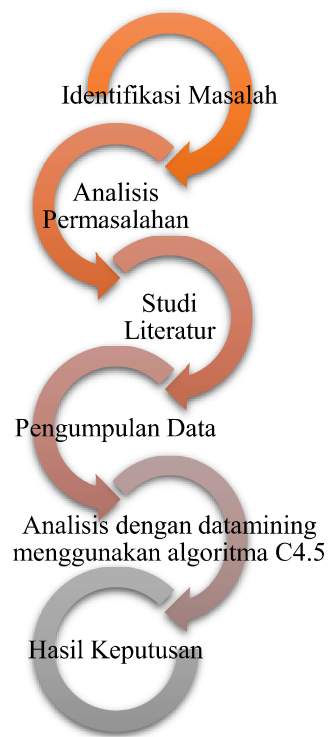 Identifikasi Masalah
Analisis
Permasalahan
Studi
Literatur
Pengumpulan Data
Analisis dengan datamining
menggunakan algoritma C4.5
Hasil Keputusan